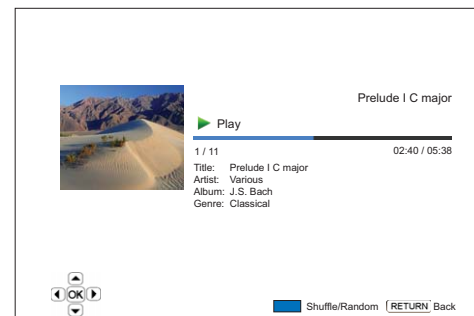 Prelude I C major
Play
1 / 11 02:40 / 05:38
Title: Prelude I C major
Artist: Various
Album: J.S. Bach
Genre: Classical
OK
Shuffle/Random RETURN Back